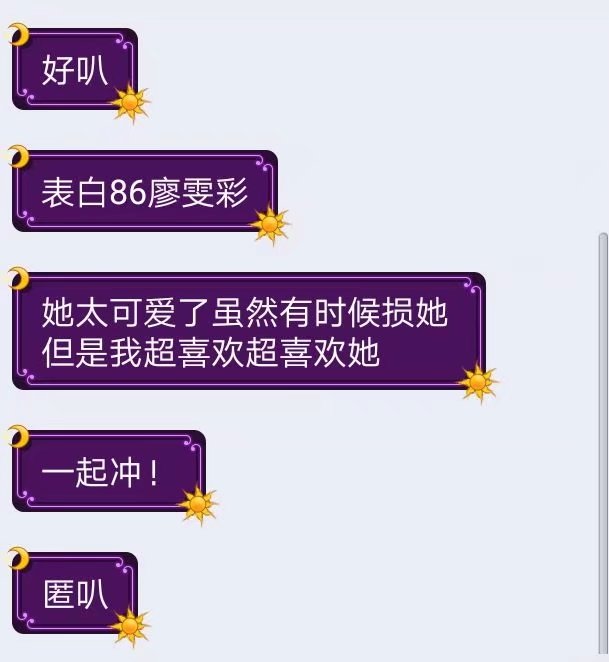 好叭
表白86廖雯彩
她太可爱了虽然有时候损她
但是我超喜欢超喜欢她
一起冲！
匿叭